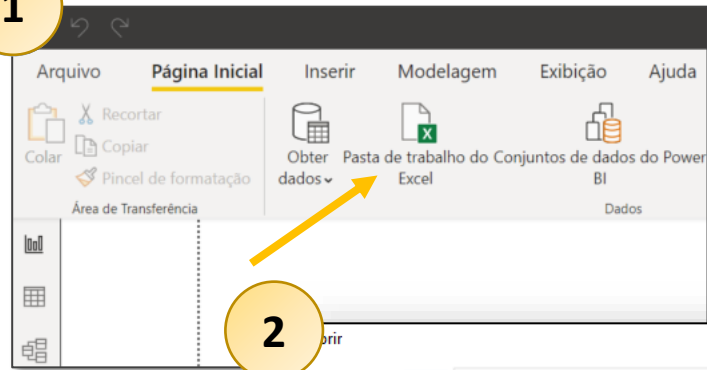 1
Arquivo Página Inicial Inserir Modelagem Exibição Ajuda
Recortar
Copiar
Pincel de formatação
Colar
Obter dados
Pasta de trabalho do Excel
Conjuntos de dados do Power BI
Área de Transferência
Dados
2